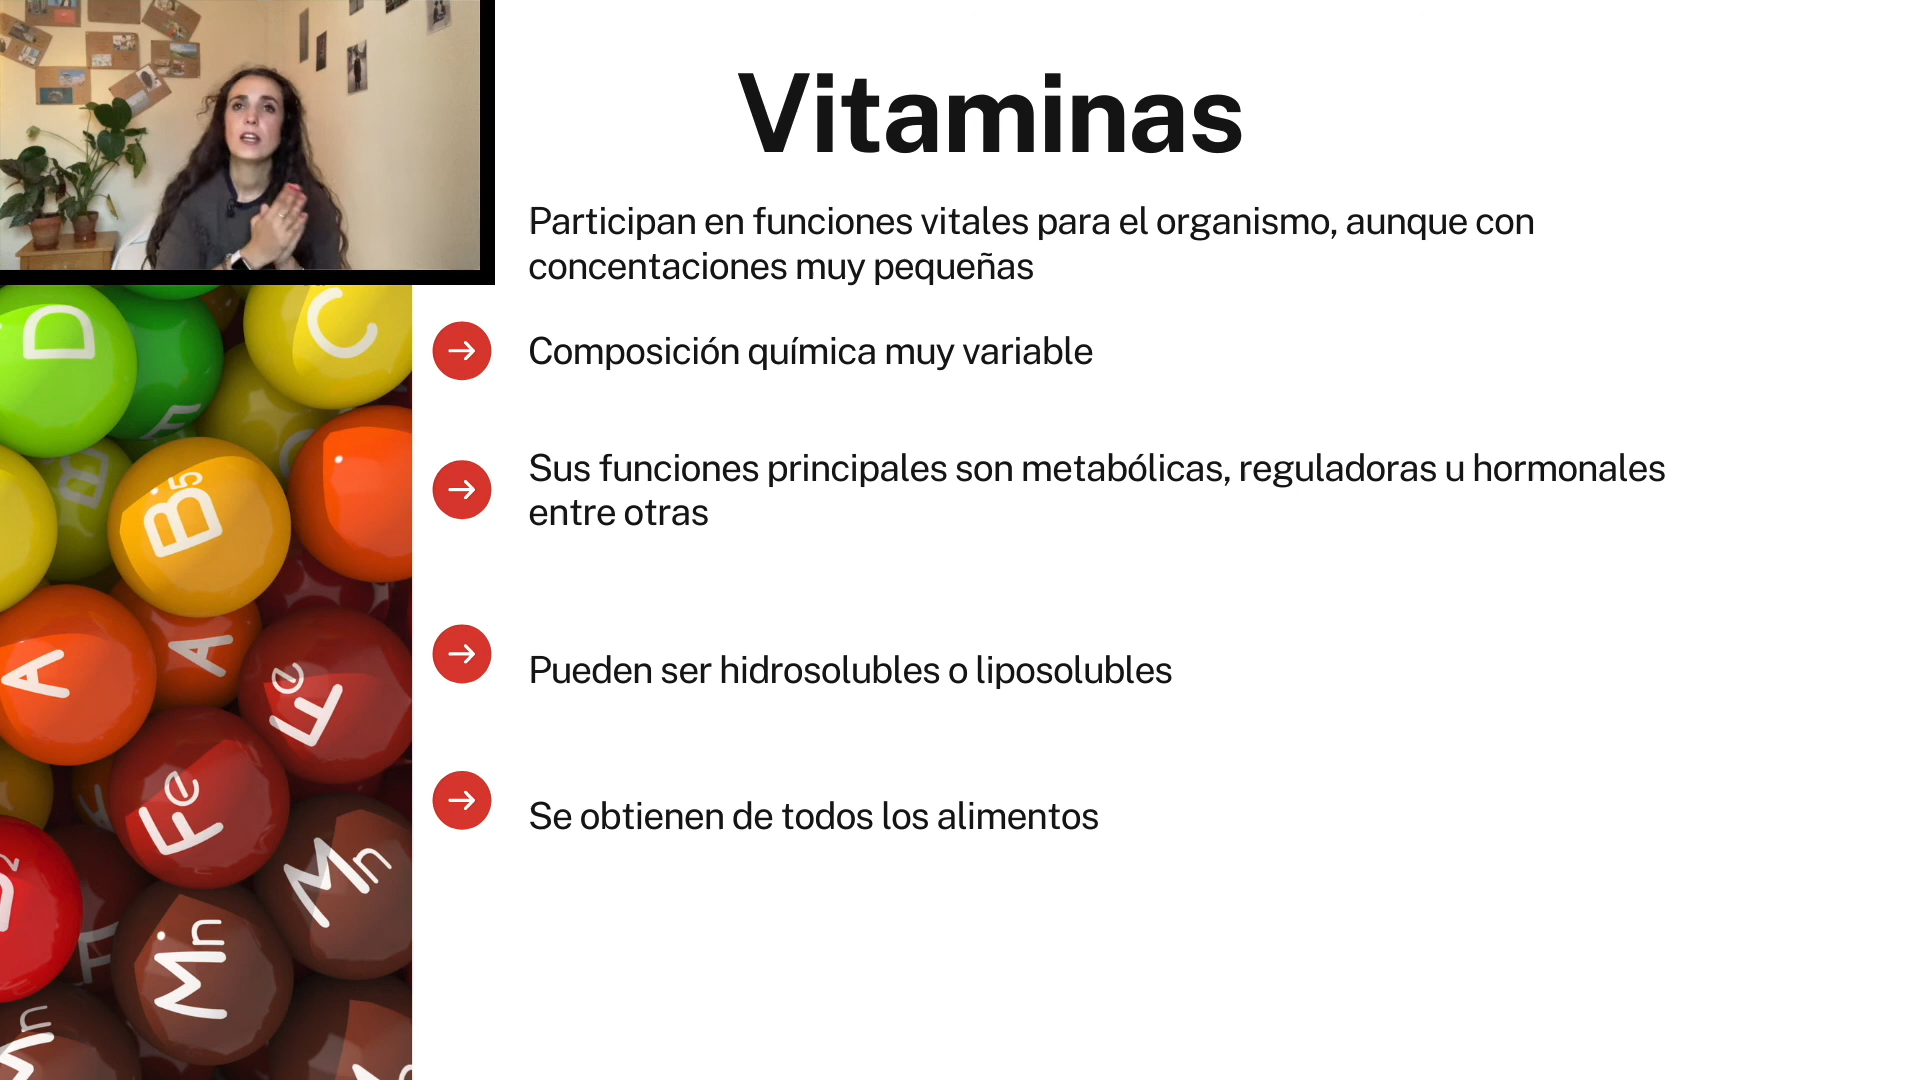 Vitaminas
Participan en funciones vitales para el organismo, aunque con
concentaciones muy pequeñas
Composición química muy variable
Sus funciones principales son metabólicas, reguladoras u hormonales
entre otras
Pueden ser hidrosolubles o liposolubles
Se obtienen de todos los alimentos
D
C
E
B
B5
A
A
Fe
Fe
Mn
Mn